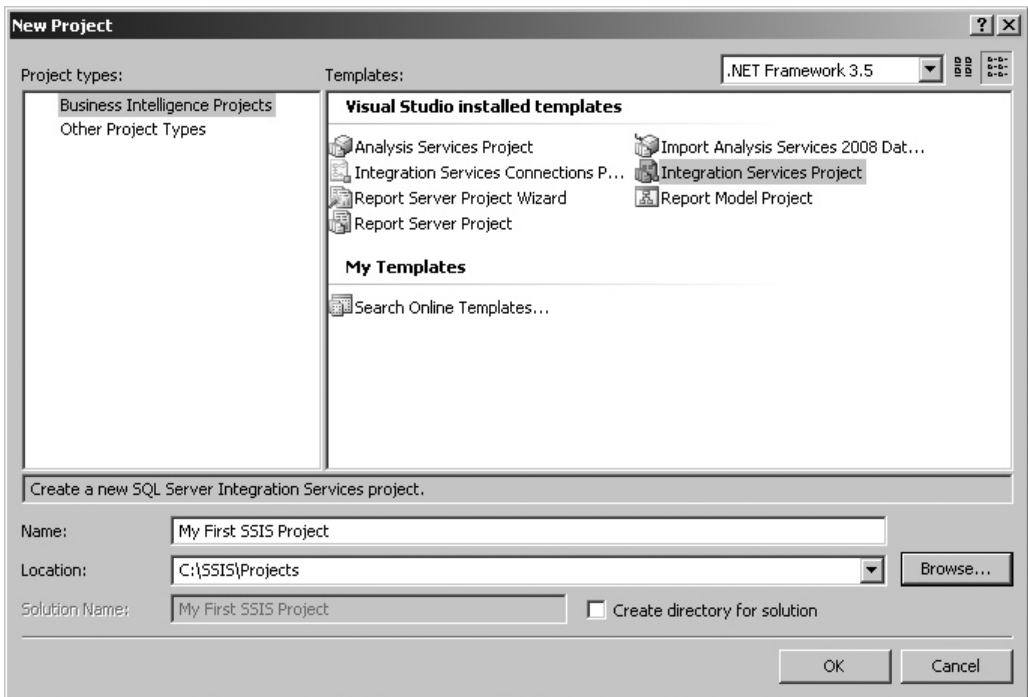 New Project
Project types:
Templates:
.NET Framework 3.5
Business Intelligence Projects
Other Project Types
Visual Studio installed templates
Analysis Services Project
Import Analysis Services 2008 Dat...
Integration Services Connections P...
Integration Services Project
Report Server Project Wizard
Report Model Project
Report Server Project
My Templates
Search Online Templates...
Create a new SQL Server Integration Services project.
Name:
My First SSIS Project
Location:
C:\SSIS\Projects
Browse...
Solution Name:
My First SSIS Project
Create directory for solution
OK
Cancel